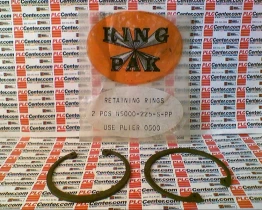 RING
PAK
RETAINING RINGS
2 PCS N5000-225-S-PP
USE PLIER 0000
PLCCenter.com